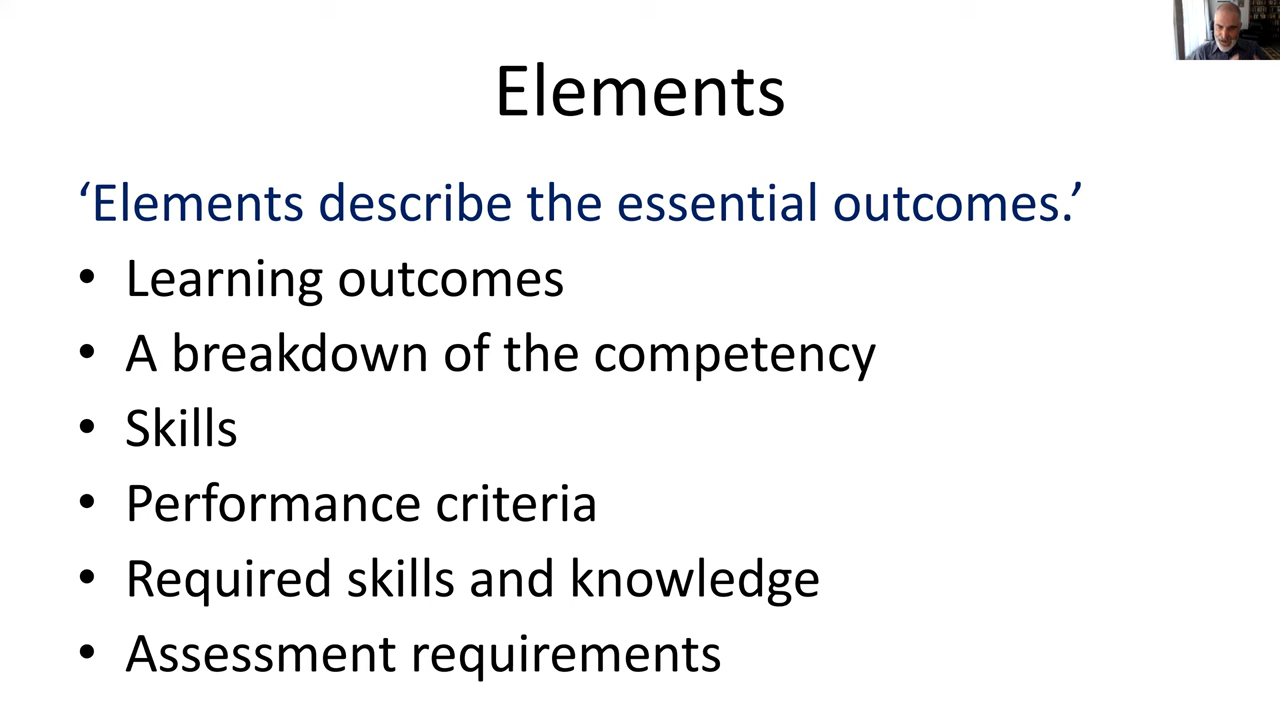 Elements
‘Elements describe the essential outcomes.’
• Learning outcomes
• A breakdown of the competency
• Skills
• Performance criteria
• Required skills and knowledge
• Assessment requirements